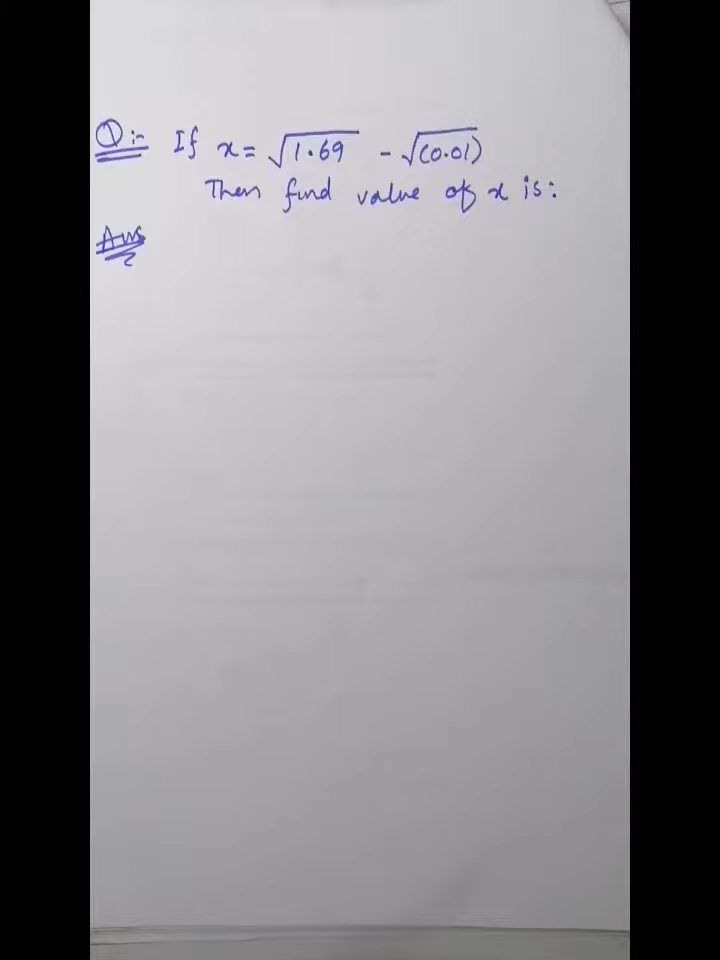 Q:- If x = √1.69 - √(0.01)
Then find value of x is:
Ans